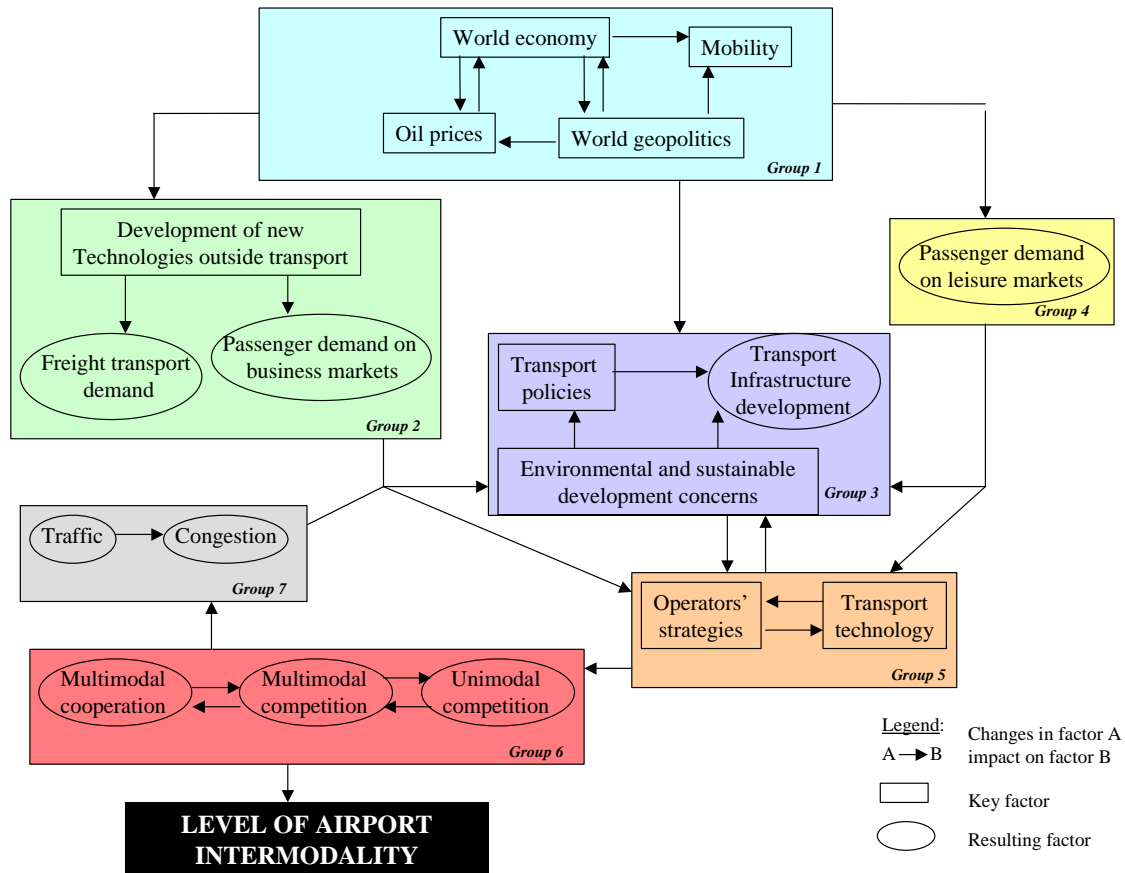 World economy
Mobility
Oil prices
World geopolitics
Group 1
Development of new
Technologies outside transport
Freight transport
demand
Passenger demand on
business markets
Group 2
Passenger demand
on leisure markets
Group 4
Transport
policies
Transport
Infrastructure
development
Environmental and sustainable
development concerns
Group 3
Traffic
Congestion
Group 7
Operators'
strategies
Transport
technology
Group 5
Multimodal
cooperation
Multimodal
competition
Unimodal
competition
Group 6
LEVEL OF AIRPORT
INTERMODALITY
Legend:
A B
Changes in factor A
impact on factor B
Key factor
Resulting factor